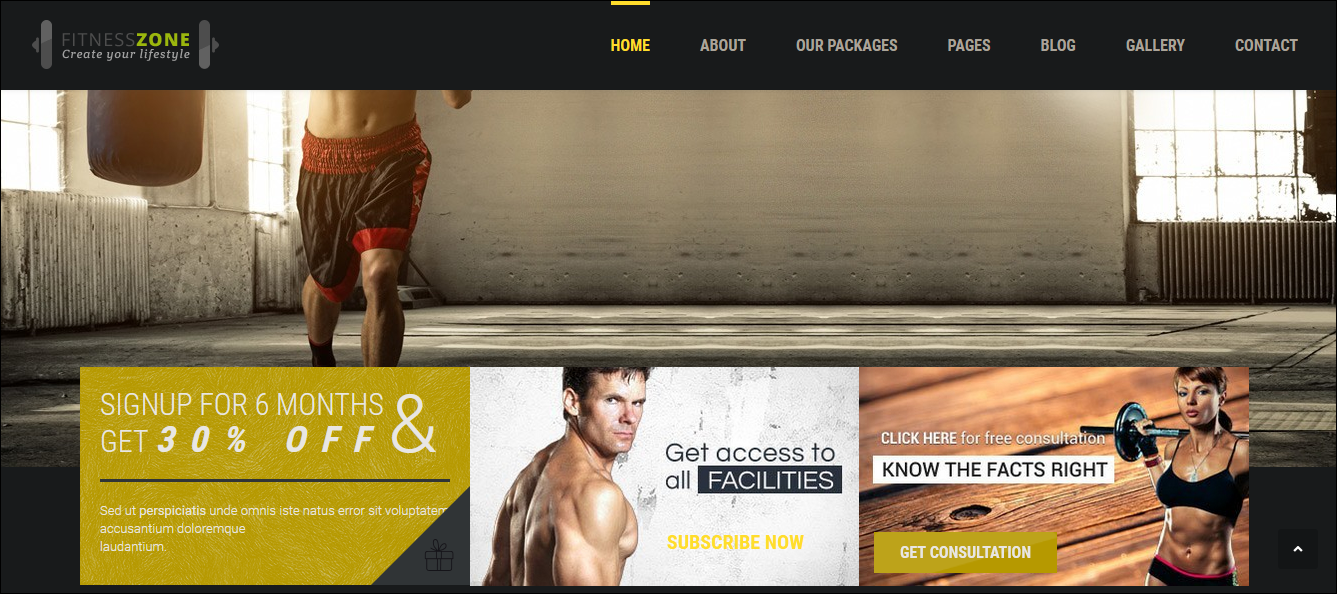 FITNESSZONE
Create your lifestyle
HOME ABOUT OUR PACKAGES PAGES BLOG GALLERY CONTACT
SIGNUP FOR 6 MONTHS &
GET 30% OFF
Sed ut perspiciatis unde omnis iste natus error sit voluptatem
accusantium doloremque
laudantium.
Get access to
all FACILITIES
SUBSCRIBE NOW
CLICK HERE for free consultation
KNOW THE FACTS RIGHT
GET CONSULTATION